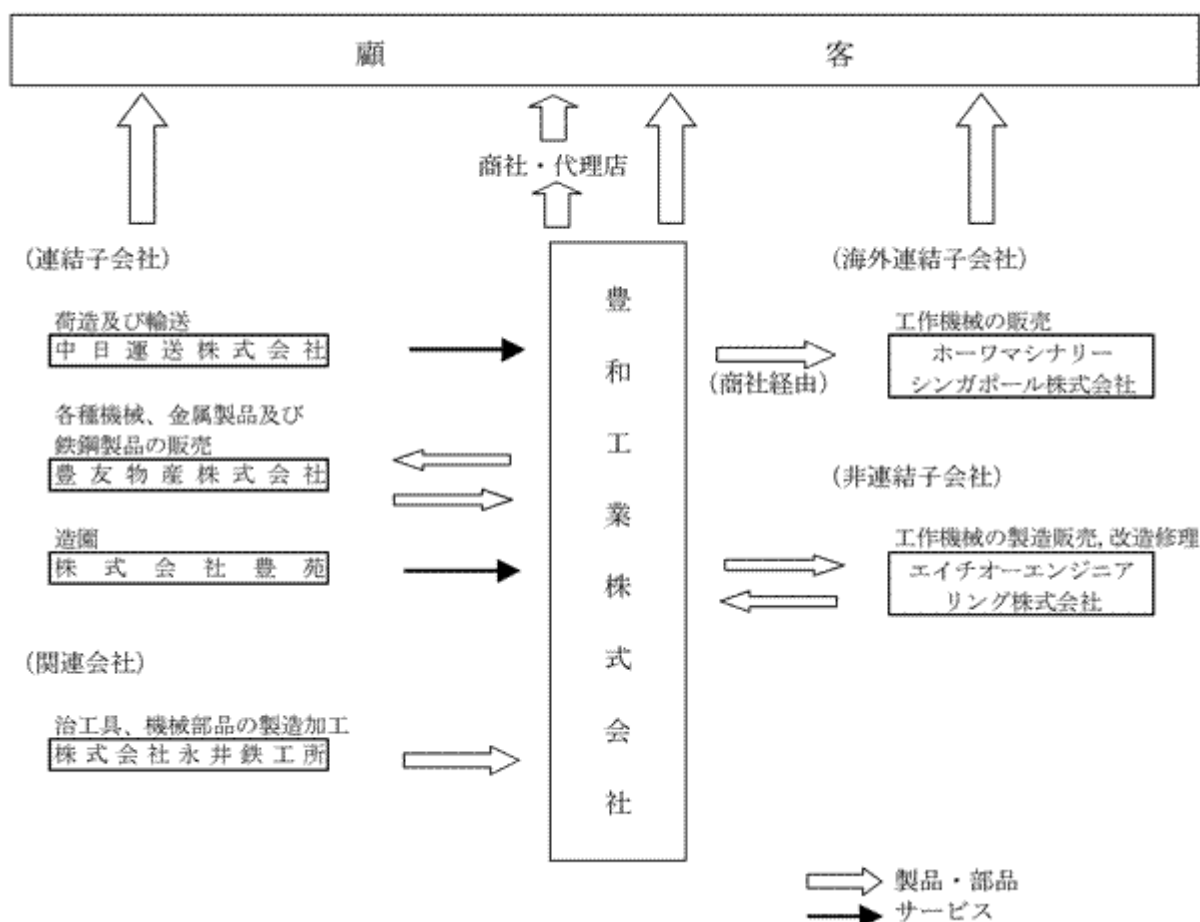 顧客
商社・代理店
(連結子会社)
荷造及び輸送
中日運送株式会社
各種機械、金属製品及び
鉄鋼製品の販売
豊友物産株式会社
造園
株式会社豊苑
(関連会社)
治工具、機械部品の製造加工
株式会社永井鉄工所
豊和工業株式会社
(海外連結子会社)
工作機械の販売
ホーワマシナリー
シンガポール株式会社
(商社経由)
(非連結子会社)
工作機械の製造販売,改造修理
エイチオーエンジニア
リング株式会社
製品・部品
サービス